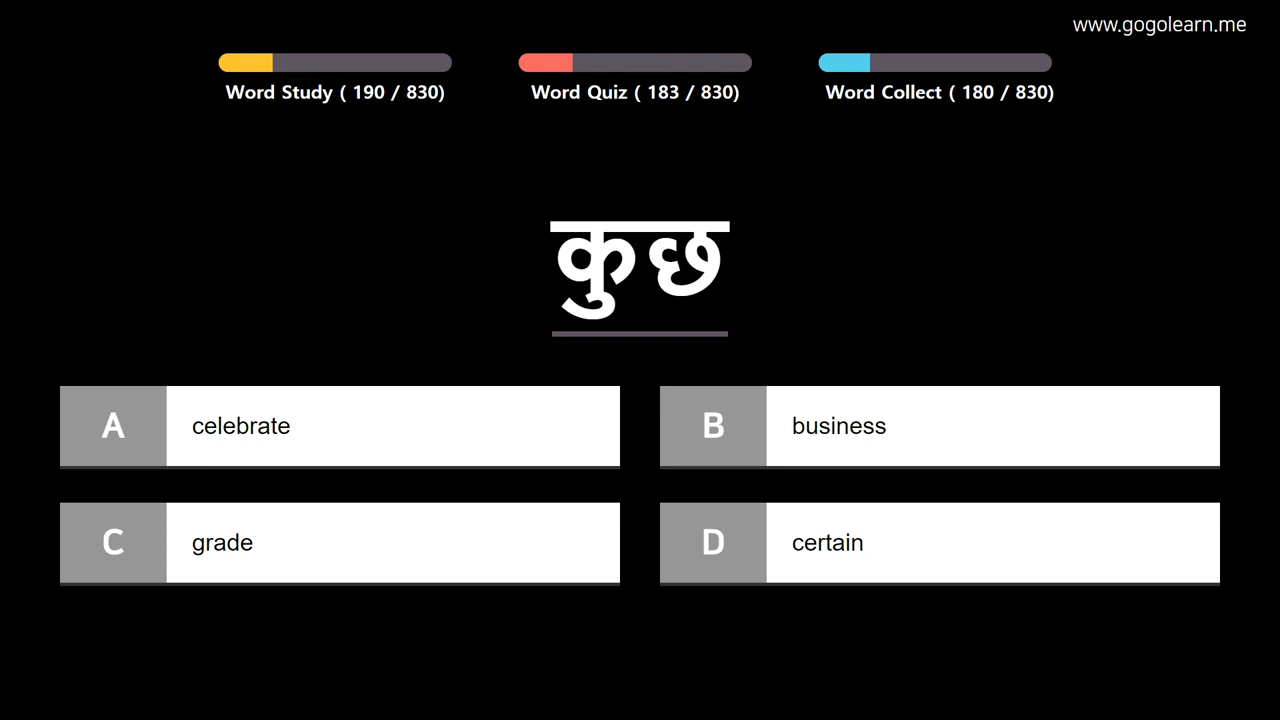 www.gogolearn.me
Word Study ( 190 / 830)
Word Quiz ( 183 / 830)
Word Collect ( 180 / 830)
कुछ
A celebrate
B business
C grade
D certain